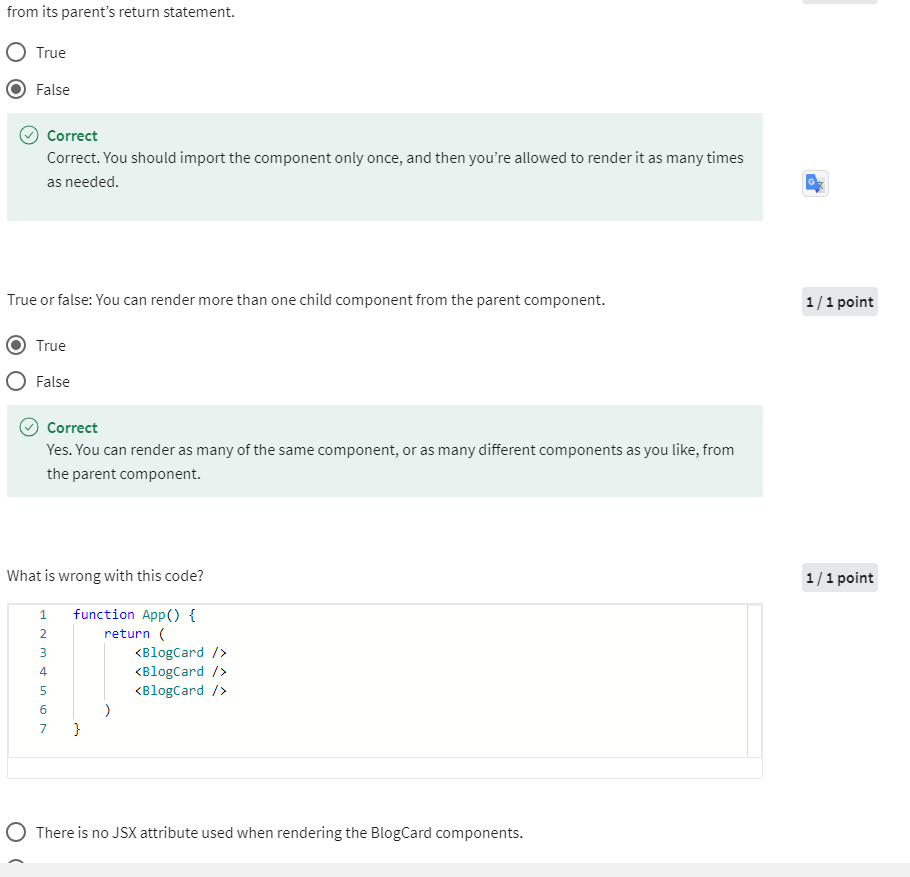 from its parent’s return statement.
True
False
Correct
Correct. You should import the component only once, and then you’re allowed to render it as many times
as needed.
True or false: You can render more than one child component from the parent component.
1 / 1 point
True
False
Correct
Yes. You can render as many of the same component, or as many different components as you like, from
the parent component.
What is wrong with this code?
1 / 1 point
1 function App() {
2 return (
3 <BlogCard />
4 <BlogCard />
5 <BlogCard />
6 )
7 }
There is no JSX attribute used when rendering the BlogCard components.